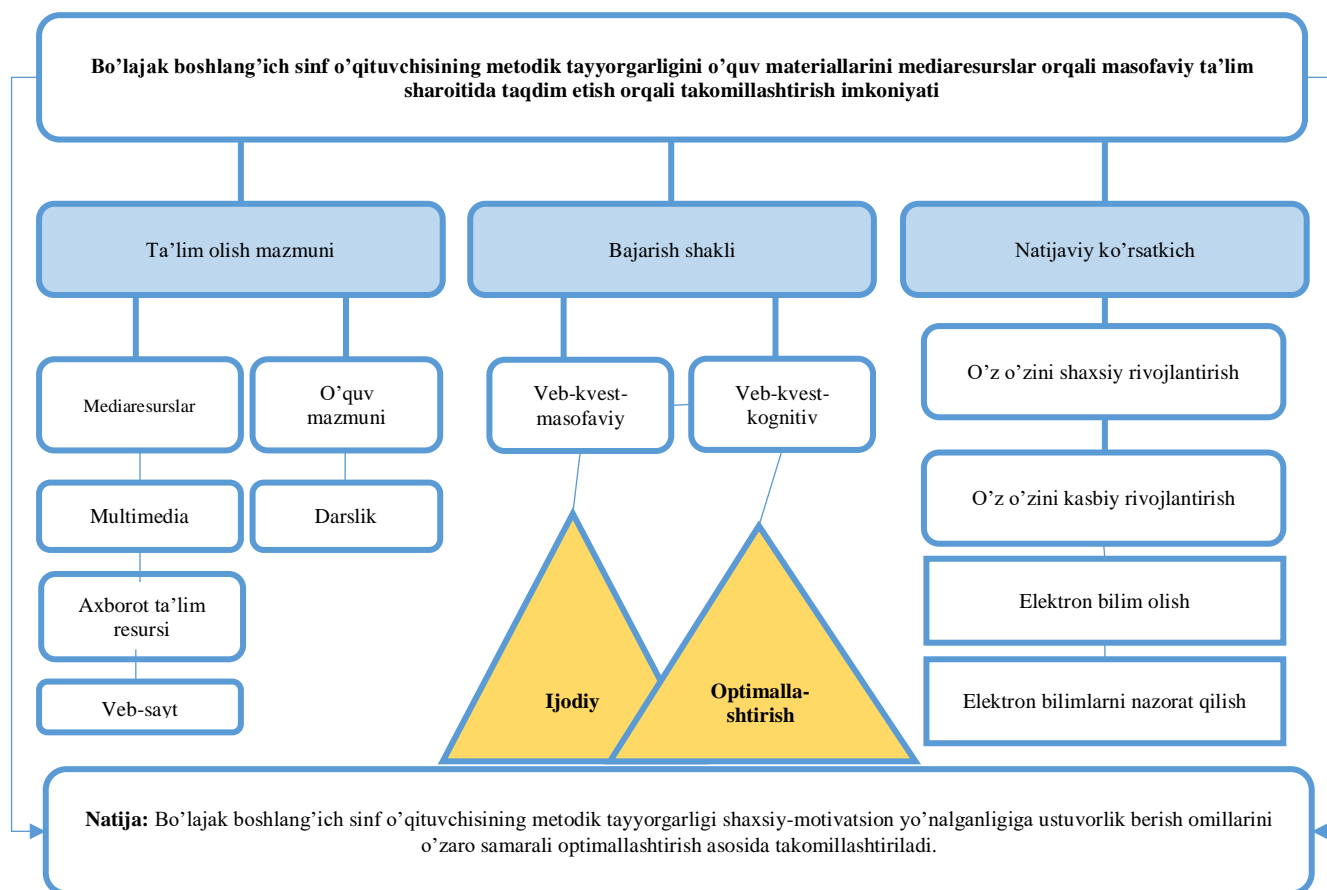 Bo’lajak boshlang’ich sinf o’qituvchisining metodik tayyorgarligini o’quv materiallarini mediaresurslar orqali masofaviy ta’lim
sharoitida taqdim etish orqali takomillashtirish imkoniyati
Ta’lim olish mazmuni
Bajarish shakli
Natijaviy ko’rsatkich
Mediaresurslar
O’quv
mazmuni
Veb-kvest-
masofaviy
Veb-kvest-
kognitiv
O’z o’zini shaxsiy rivojlantirish
Multimedia
Darslik
O’z o’zini kasbiy rivojlantirish
Axborot ta’lim
resursi
Elektron bilim olish
Veb-sayt
Ijodiy
Optimalla-
shtirish
Elektron bilimlarni nazorat qilish
Natija: Bo’lajak boshlang’ich sinf o’qituvchisining metodik tayyorgarligi shaxsiy-motivatsion yo’nalganligiga ustuvorlik berish omillarini
o’zaro samarali optimallashtirish asosida takomillashtiriladi.